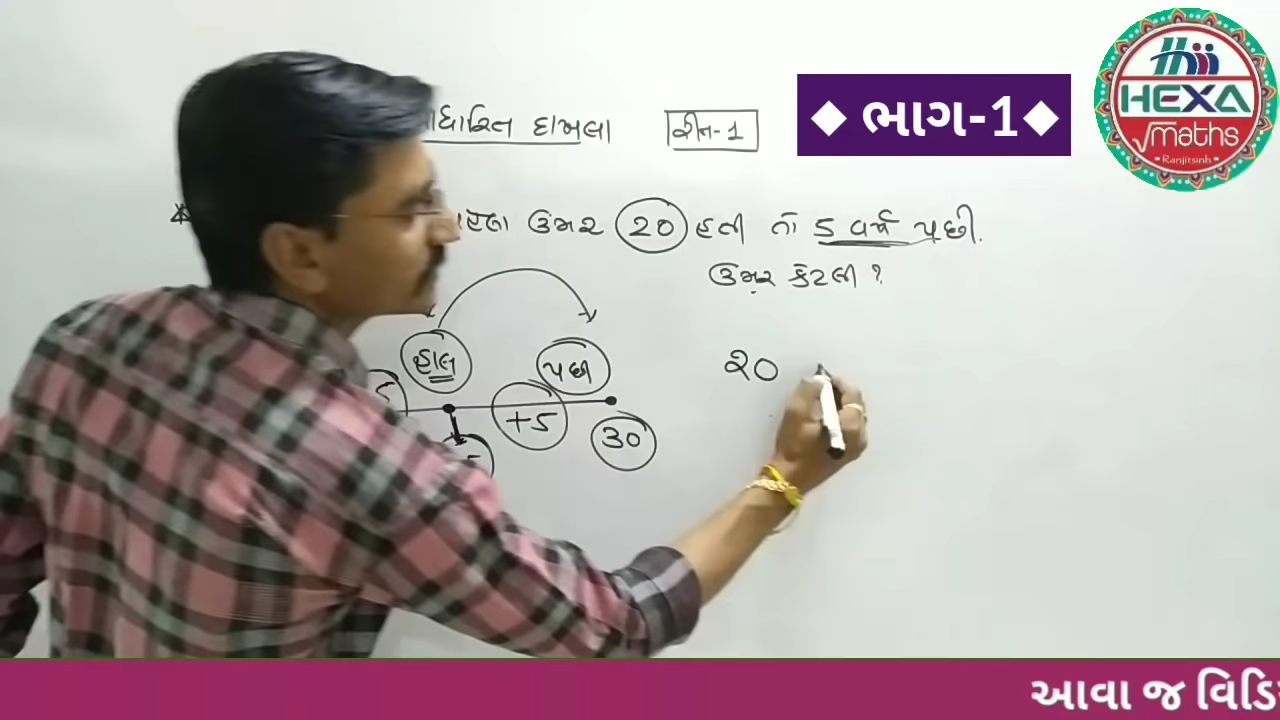 ધારિત દાખલા
રીત-1
◆ ભાગ-1◆
HEXA
maths
Ranjitsinh
* ઉંમર 20 હતી તો 5 વર્ષ પછી.
ઉંમર કેટલી ?
હાલ
પછી
+5
30
20
આવા જ વિડિ